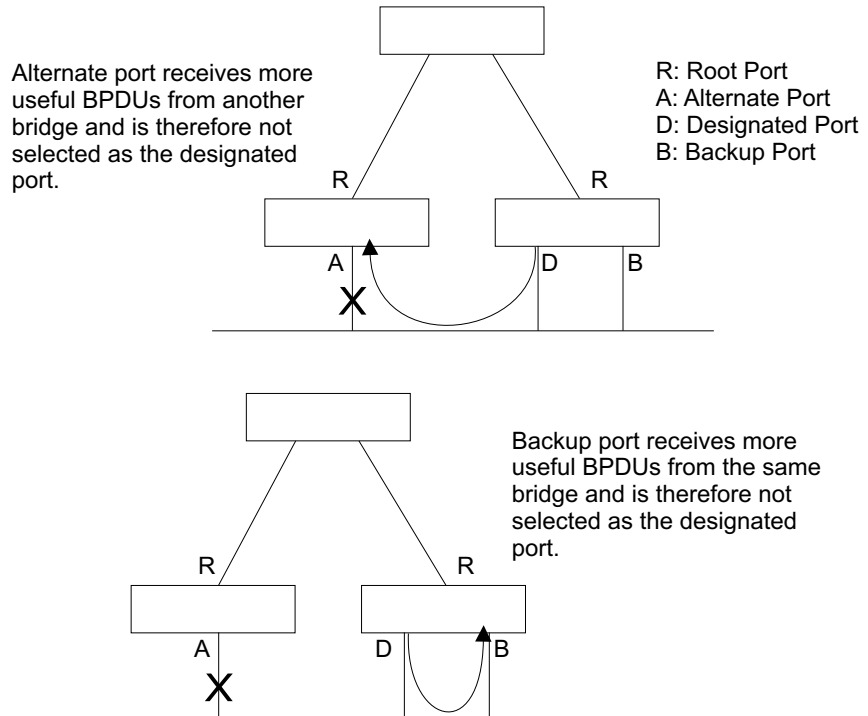 Alternate port receives more
useful BPDUs from another
bridge and is therefore not
selected as the designated
port.
R: Root Port
A: Alternate Port
D: Designated Port
B: Backup Port
R
R
A
D
B
X
Backup port receives more
useful BPDUs from the same
bridge and is therefore not
selected as the designated
port.
R
R
A
D
B
X